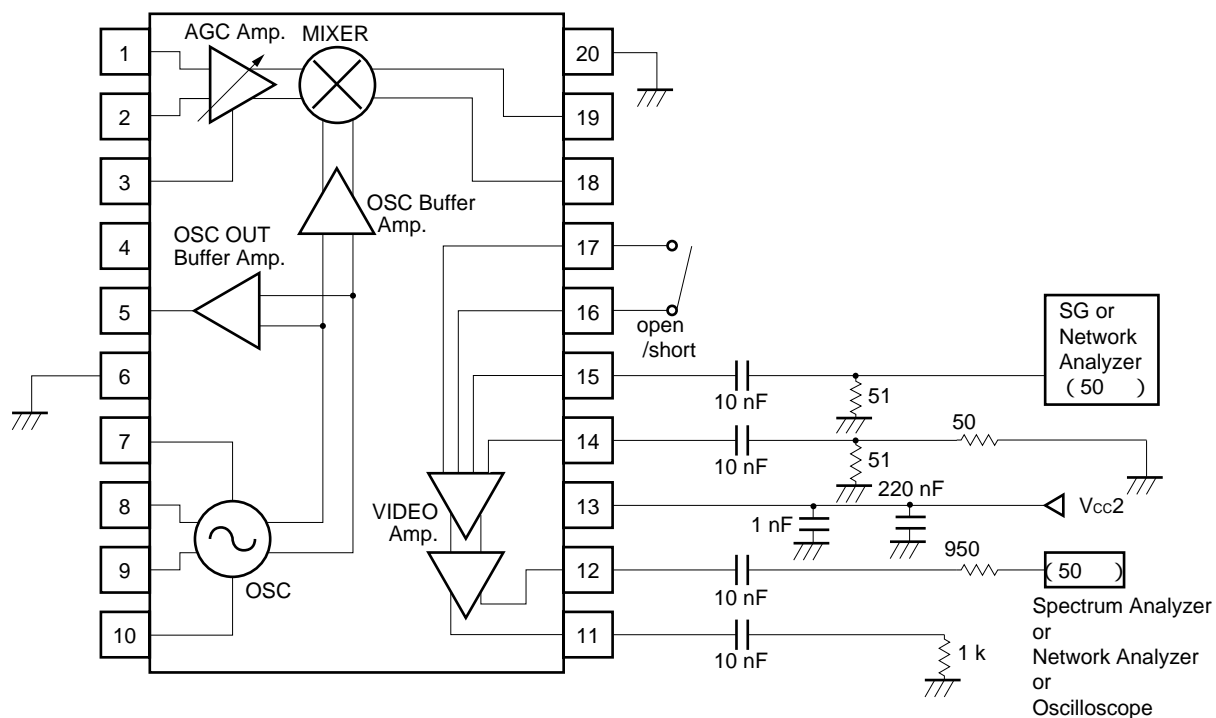 AGC Amp.
MIXER
1
2
3
4
5
6
7
8
9
10
OSC Buffer
Amp.
OSC OUT
Buffer Amp.
VIDEO
Amp.
OSC
20
19
18
17
16
15
14
13
12
11
open
/short
10 nF
51
SG or
Network
Analyzer
( 50 )
10 nF
51
50
1 nF
220 nF
VCC2
10 nF
950
( 50 )
Spectrum Analyzer
or
Network Analyzer
or
Oscilloscope
10 nF
1 k